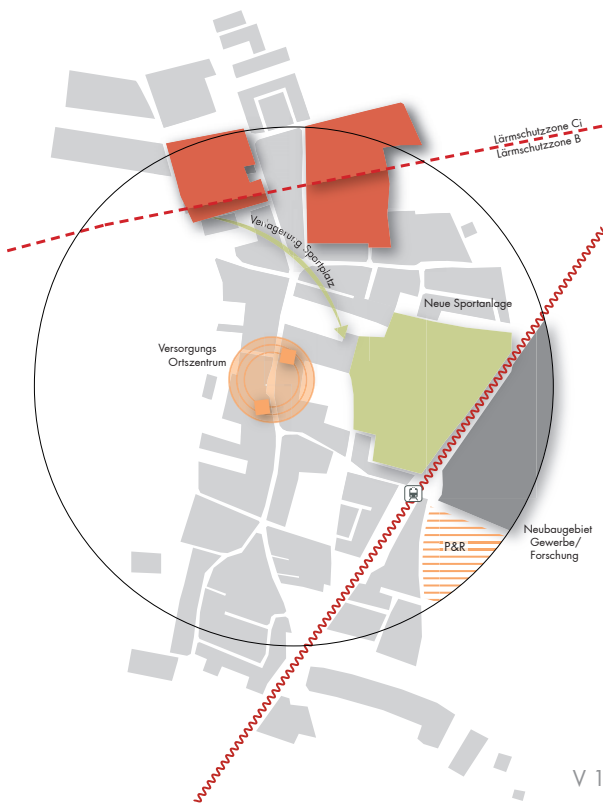 Lärmschutzzone Ci
Lärmschutzzone B
Verlagerung Sportplatz
Neue Sportanlage
Versorgungs
Ortszentrum
P&R
Neubaugebiet
Gewerbe/
Forschung
V 1